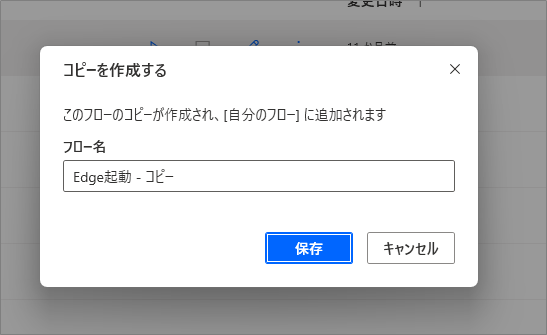 変更日時 ↑
11 か月前
コピーを作成する
このフローのコピーが作成され、[自分のフロー] に追加されます
フロー名
Edge起動 - コピー
保存
キャンセル